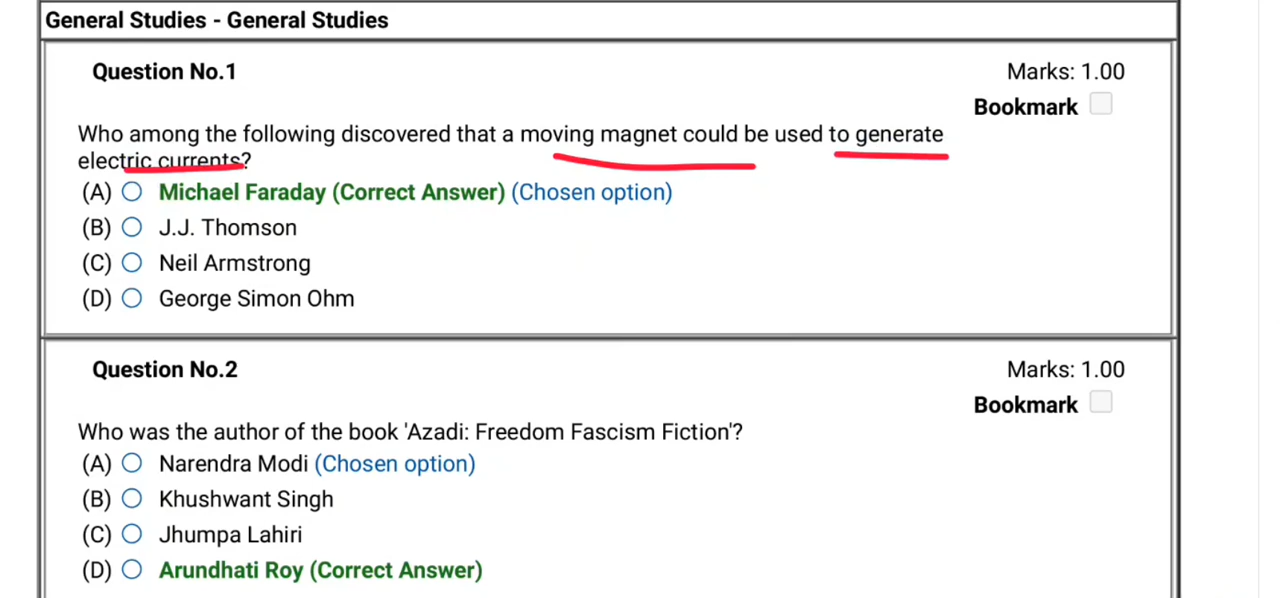 General Studies - General Studies
Question No.1
Marks: 1.00
Bookmark
Who among the following discovered that a moving magnet could be used to generate
electric currents?
(A) Michael Faraday (Correct Answer) (Chosen option)
(B) J.J. Thomson
(C) Neil Armstrong
(D) George Simon Ohm
Question No.2
Marks: 1.00
Bookmark
Who was the author of the book 'Azadi: Freedom Fascism Fiction'?
(A) Narendra Modi (Chosen option)
(B) Khushwant Singh
(C) Jhumpa Lahiri
(D) Arundhati Roy (Correct Answer)